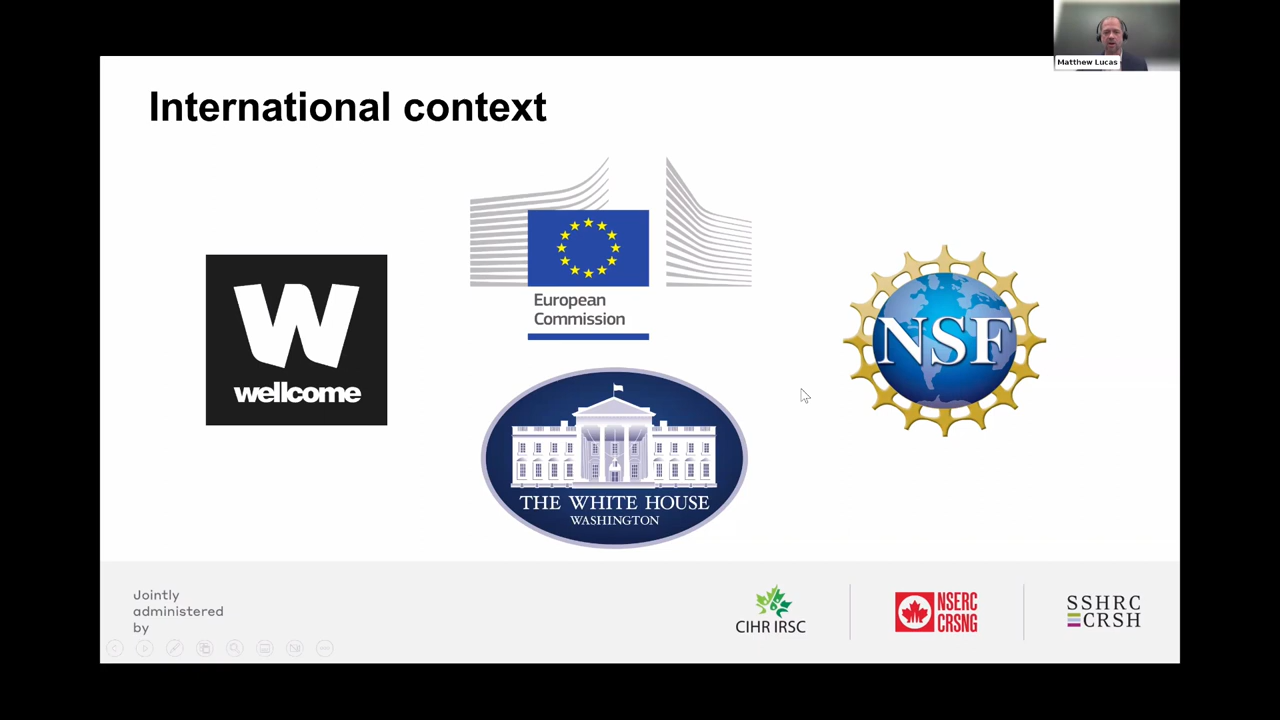 Matthew Lucas
International context
European
Commission
W
wellcome
NSF
THE WHITE HOUSE
WASHINGTON
Jointly
administered
by
CIHR IRSC
NSERC
CRSNG
SSHRC
CRSH